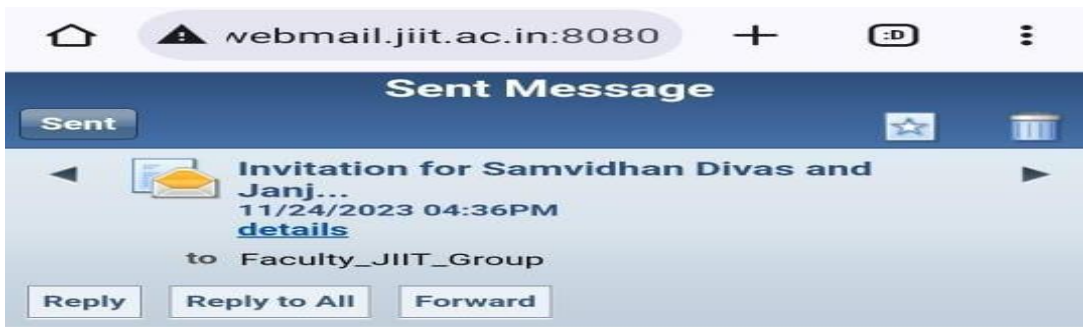 webmail.jiit.ac.in:8080
:D
Sent Message
Sent
Invitation for Samvidhan Divas and
Janj...
11/24/2023 04:36PM
details
to Faculty_JIIT_Group
Reply Reply to All Forward